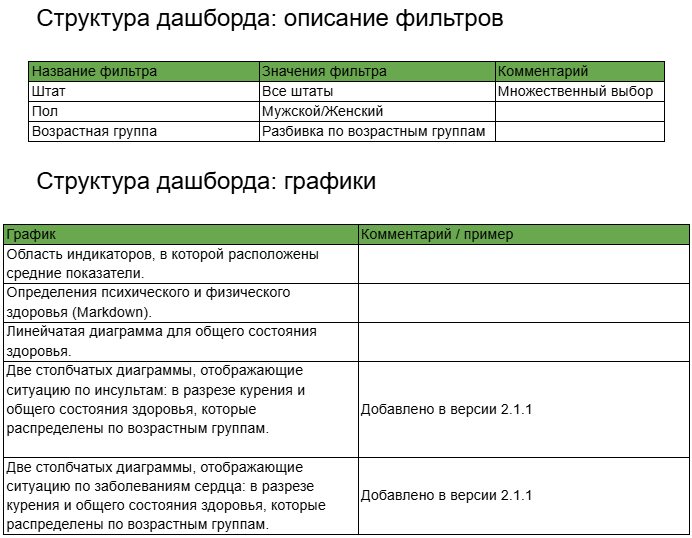 Структура дашборда: описание фильтров
Название фильтра Значения фильтра Комментарий
Штат Все штаты Множественный выбор
Пол Мужской/Женский
Возрастная группа Разбивка по возрастным группам
Структура дашборда: графики
График Комментарий / пример
Область индикаторов, в которой расположены
средние показатели.
Определения психического и физического
здоровья (Markdown).
Линейчатая диаграмма для общего состояния
здоровья.
Две столбчатых диаграммы, отображающие
ситуацию по инсультам: в разрезе курения и
общего состояния здоровья, которые
распределены по возрастным группам.
Добавлено в версии 2.1.1
Две столбчатых диаграммы, отображающие
ситуацию по заболеваниям сердца: в разрезе
курения и общего состояния здоровья, которые
распределены по возрастным группам.
Добавлено в версии 2.1.1